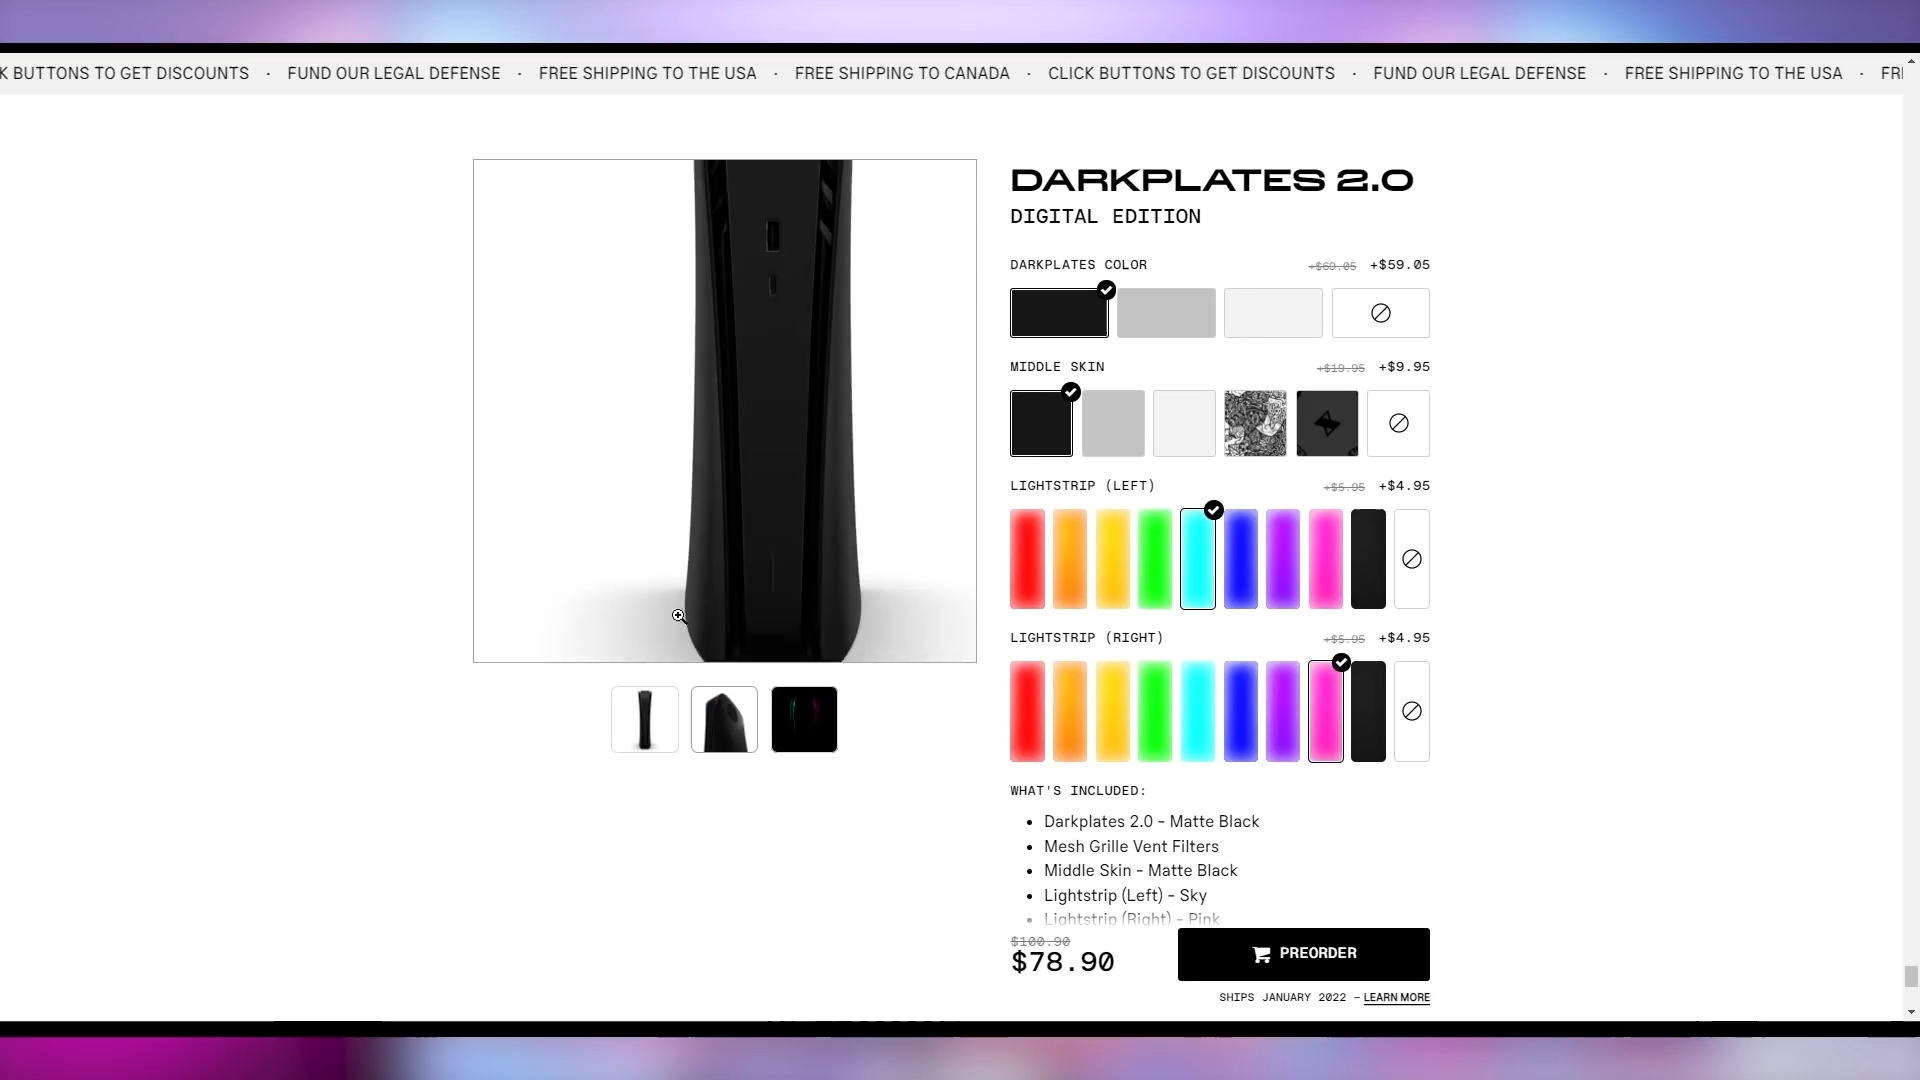 K BUTTONS TO GET DISCOUNTS · FUND OUR LEGAL DEFENSE · FREE SHIPPING TO THE USA · FREE SHIPPING TO CANADA · CLICK BUTTONS TO GET DISCOUNTS · FUND OUR LEGAL DEFENSE · FREE SHIPPING TO THE USA · FRI
DARKPLATES 2.0
DIGITAL EDITION
DARKPLATES COLOR +$69.05 +$59.05
MIDDLE SKIN +$19.95 +$9.95
LIGHTSTRIP (LEFT) +$5.95 +$4.95
LIGHTSTRIP (RIGHT) +$5.95 +$4.95
WHAT'S INCLUDED:
• Darkplates 2.0 - Matte Black
• Mesh Grille Vent Filters
• Middle Skin - Matte Black
• Lightstrip (Left) - Sky
• Lightstrip (Right) - Pink
$100.90
$78.90
PREORDER
SHIPS JANUARY 2022 — LEARN MORE